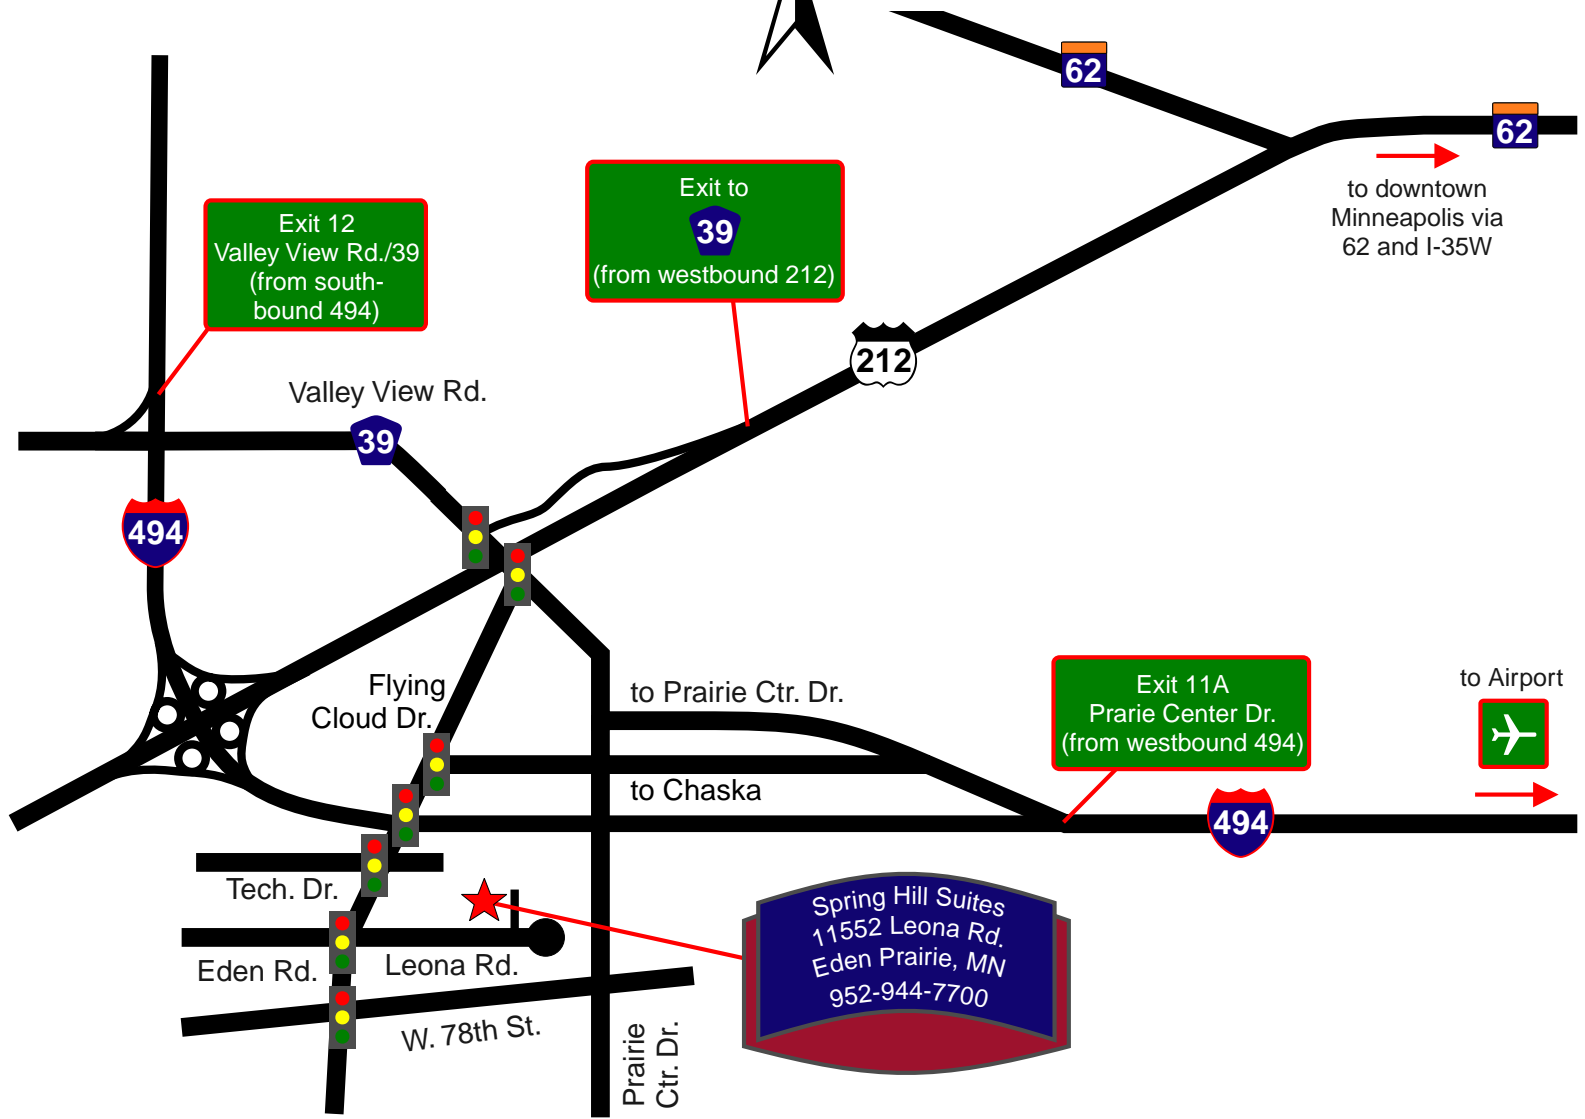 62
62
to downtown
Minneapolis via
62 and I-35W
Exit to
39
(from westbound 212)
Exit 12
Valley View Rd./39
(from south-
bound 494)
212
Valley View Rd.
39
494
Flying
Cloud Dr.
to Prairie Ctr. Dr.
Exit 11A
Prarie Center Dr.
(from westbound 494)
to Airport
to Chaska
494
Tech. Dr.
Spring Hill Suites
11552 Leona Rd.
Eden Prairie, MN
952-944-7700
Eden Rd.
Leona Rd.
W. 78th St.
Prairie
Ctr. Dr.